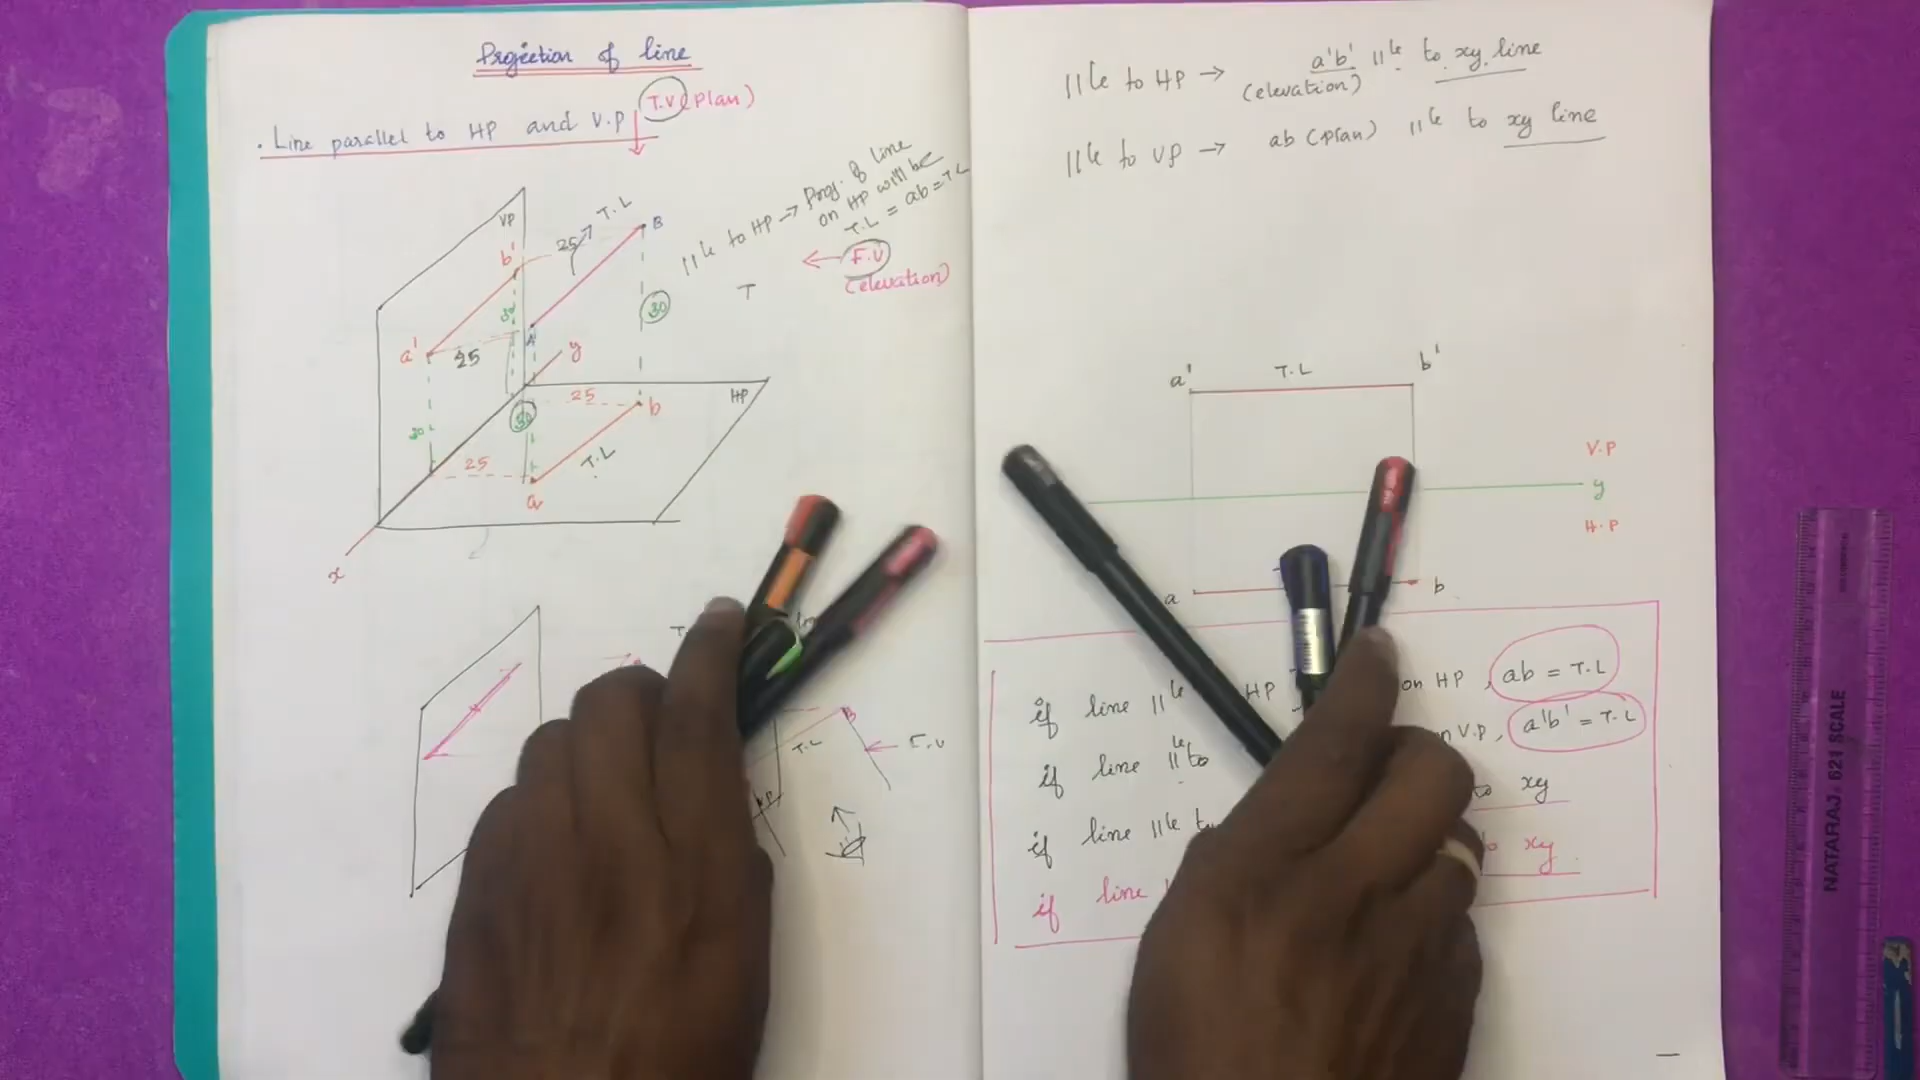 Projection of line
T.V (Plan)
. Line parallel to HP and V.P
||le to HP → Proj. of line
on HP will be
T.L = ab = T.L
VP
T.L
B
b'
25
F.V
(elevation)
T
30
30
a'
25
A
y
HP
25
30
b
30
25
T.L
a
x
B
T.L
F.V
||le to HP → a'b' ||le to xy line
(elevation)
||le to VP → ab (plan) ||le to xy line
a' T.L b'
V.P
y
H.P
a b
if line ||le HP on HP , ab = T.L
if line ||le to V.P , a'b' = T.L
if line ||le to xy
if line xy
NATARAJ 621 SCALE